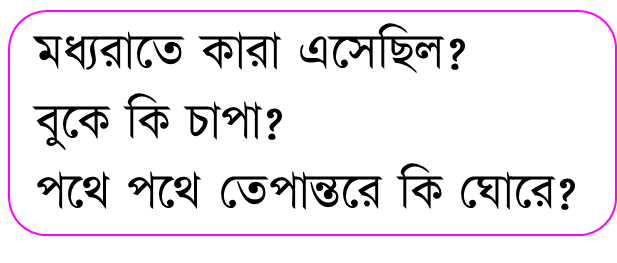 মধ্যরাতে কারা এসেছিল?
বুকে কি চাপা?
পথে পথে তেপান্তরে কি ঘোরে?